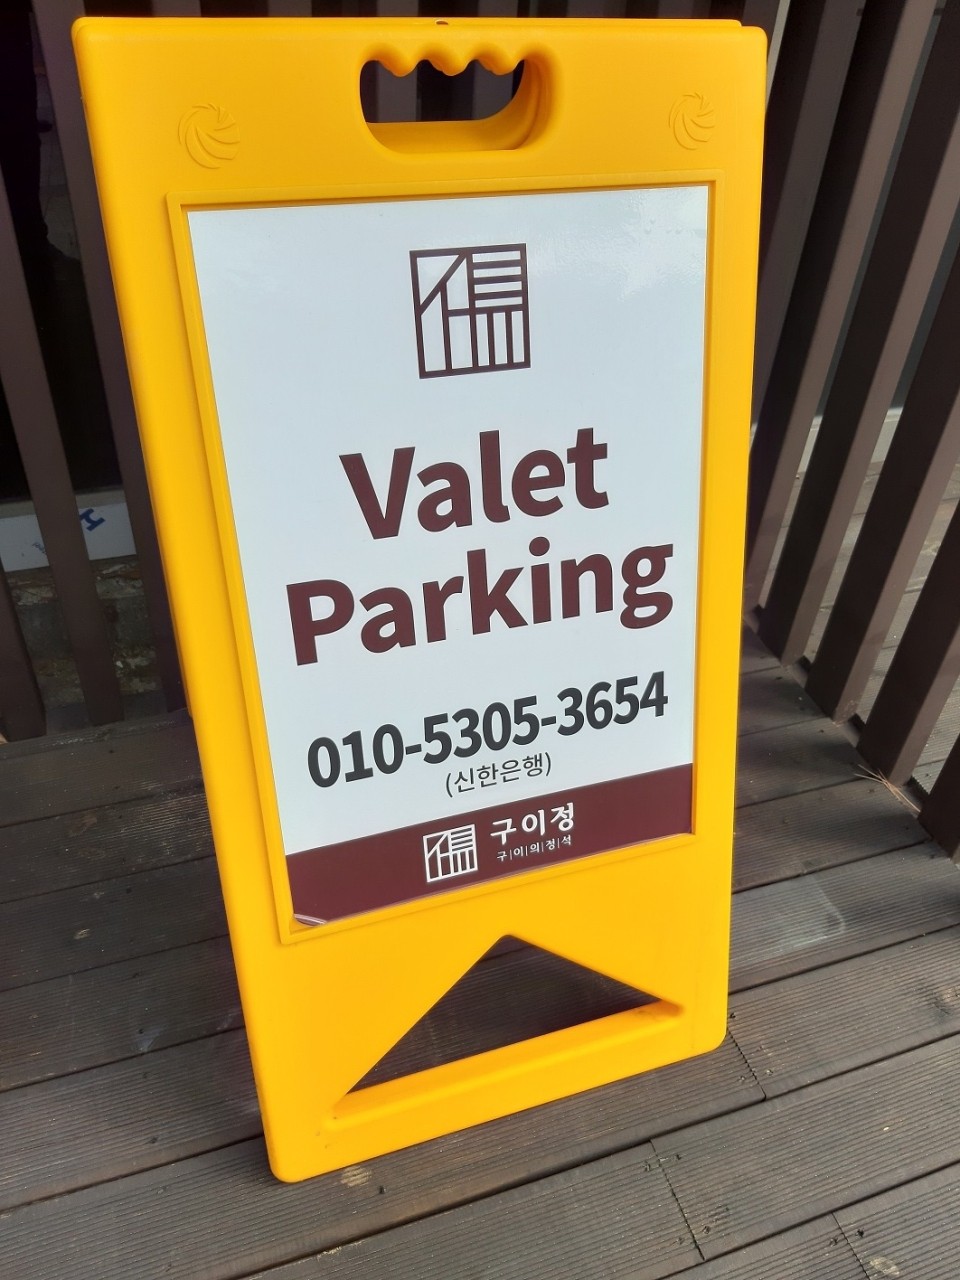 Valet
Parking
010-5305-3654
(신한은행)
구이정
구|이|의|정|석